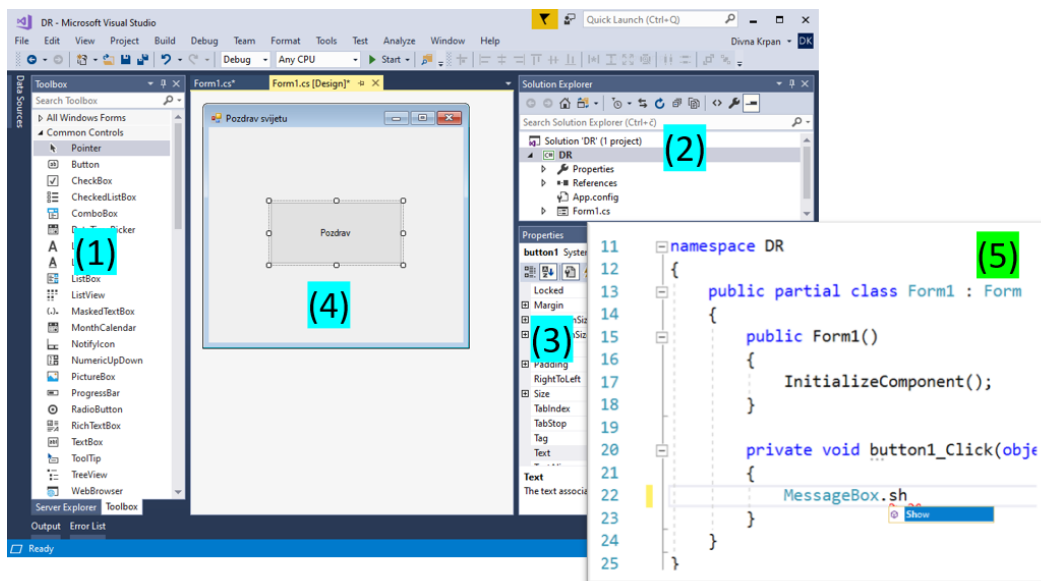 DR - Microsoft Visual Studio
Quick Launch (Ctrl+Q)
File Edit View Project Build Debug Team Format Tools Test Analyze Window Help
Divna Krpan DK
Debug Any CPU Start
Data Sources
Toolbox
Search Toolbox
All Windows Forms
Common Controls
Pointer
Button
CheckBox
CheckedListBox
ComboBox
(1)
ListBox
ListView
MaskedTextBox
MonthCalendar
NotifyIcon
NumericUpDown
PictureBox
ProgressBar
RadioButton
RichTextBox
TextBox
ToolTip
TreeView
WebBrowser
Server Explorer Toolbox
Output Error List
Ready
Form1.cs* Form1.cs [Design]*
Pozdrav svijetu
Pozdrav
(4)
Solution Explorer
Search Solution Explorer (Ctrl+č)
Solution 'DR' (1 project)
(2)
DR
Properties
References
App.config
Form1.cs
Properties
button1
Locked
Margin
(3)
Padding
RightToLeft
Size
TabIndex
TabStop
Tag
Text
Text
The text associa
(5)
11 namespace DR
12 {
13 public partial class Form1 : Form
14 {
15 public Form1()
16 {
17 InitializeComponent();
18 }
19
20 private void button1_Click(obje
21 {
22 MessageBox.sh
Show
23 }
24 }
25 }